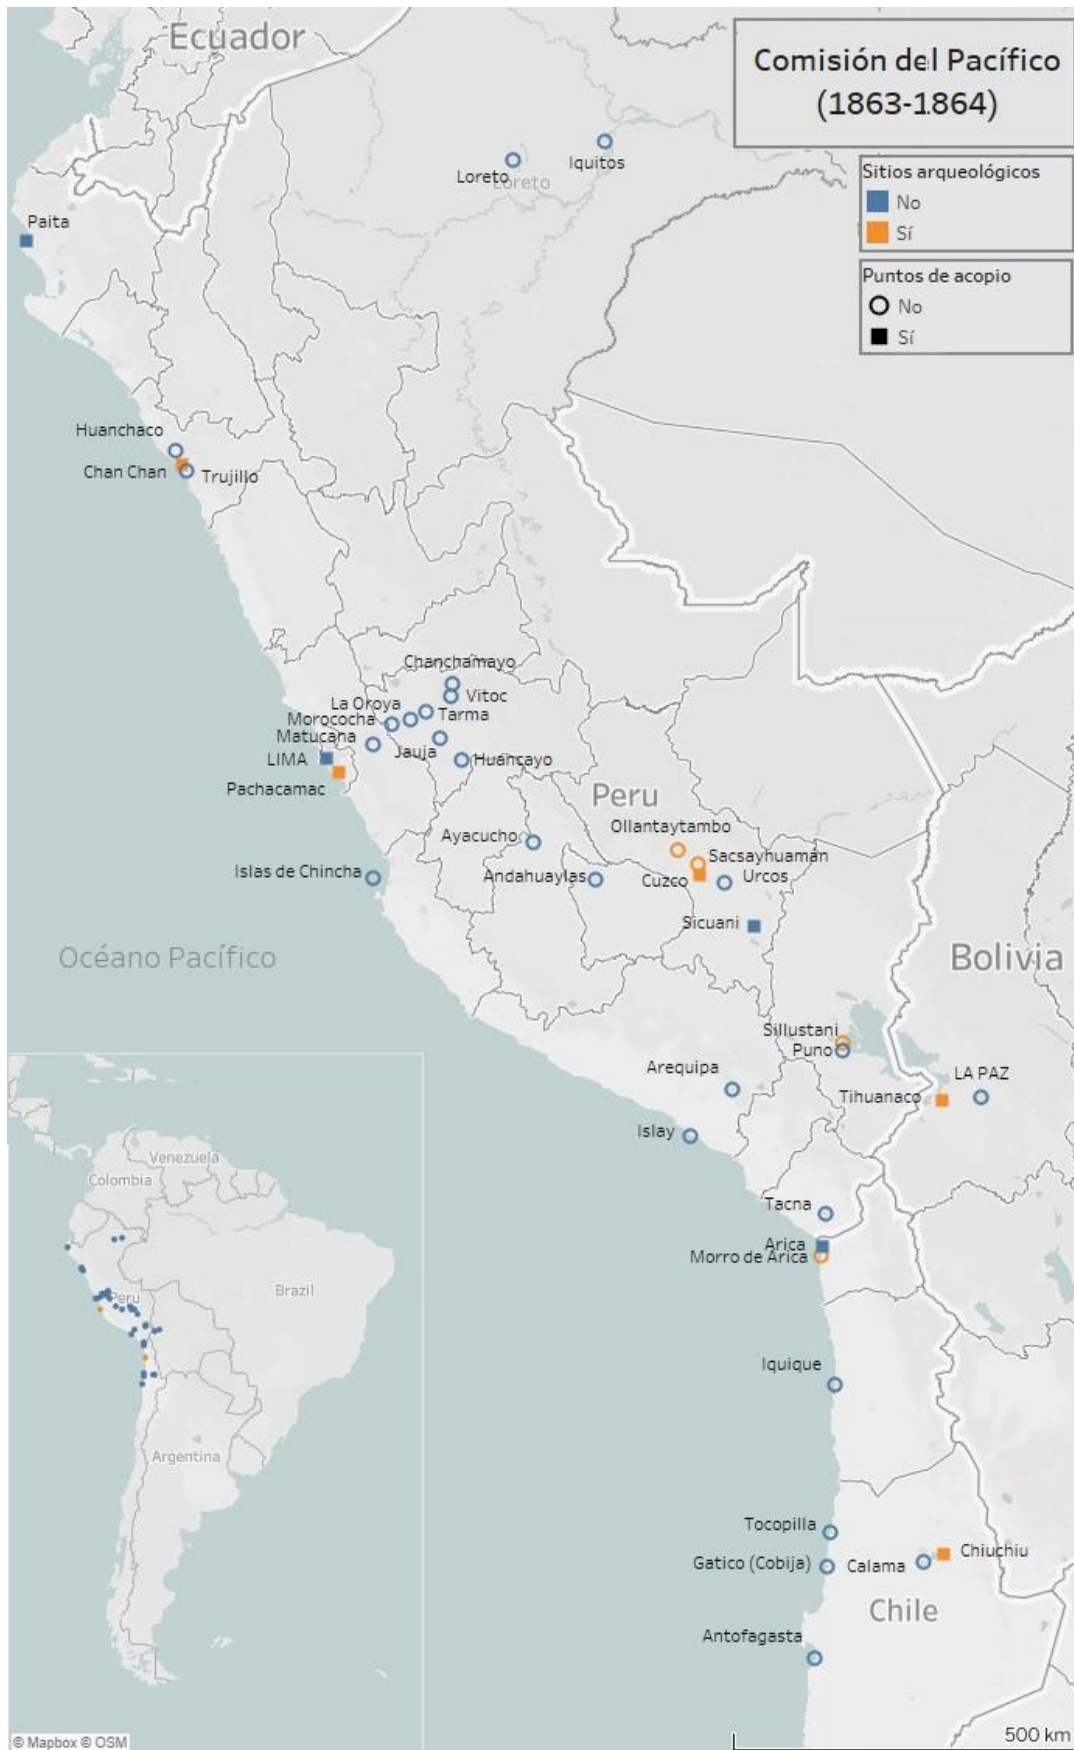 Ecuador
Comisión del Pacífico
(1863-1864)
Sitios arqueológicos
No
Sí
Puntos de acopio
No
Sí
Iquitos
Loreto
Loreto
Paita
Huanchaco
Chan Chan
Trujillo
Chanchamayo
Vitoc
La Oroya
Tarma
Morococha
Matucana
Jauja
LIMA
Huancayo
Pachacamac
Peru
Ollantaytambo
Ayacucho
Sacsayhuamán
Islas de Chincha
Andahuaylas
Cuzco
Urcos
Sicuani
Océano Pacífico
Bolivia
Sillustani
Puno
Arequipa
LA PAZ
Tihuanaco
Islay
Tacna
Arica
Morro de Arica
Iquique
Tocopilla
Gatico (Cobija)
Calama
Chiuchiu
Chile
Antofagasta
500 km
Venezuela
Colombia
Peru
Brazil
Argentina
© Mapbox © OSM